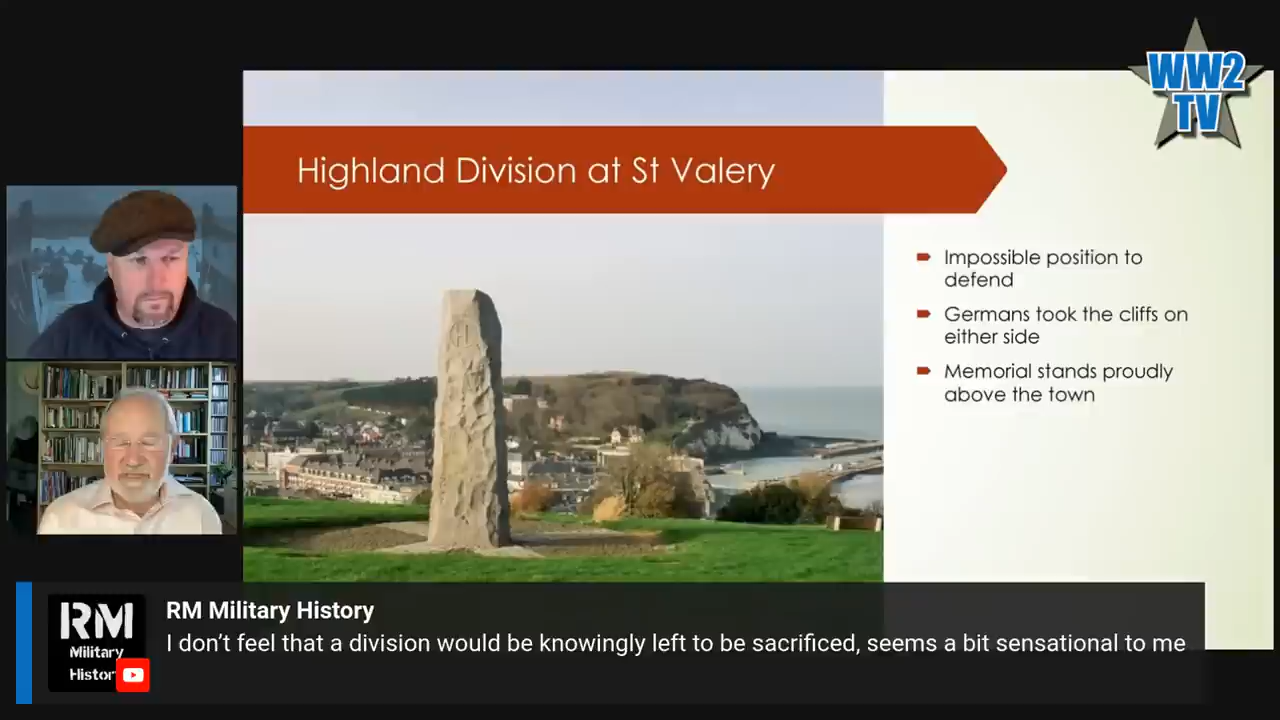 WW2
TV
Highland Division at St Valery
Impossible position to
defend
Germans took the cliffs on
either side
Memorial stands proudly
above the town
RM
Military
History
RM Military History
I don’t feel that a division would be knowingly left to be sacrificed, seems a bit sensational to me